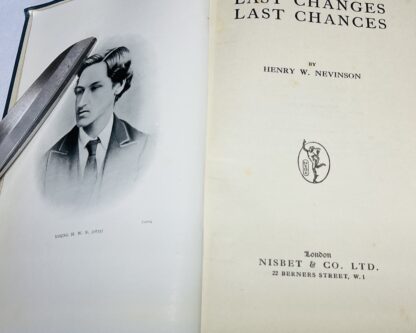 LAST CHANGES
LAST CHANCES
BY
HENRY W. NEVINSON
London
NISBET & CO. LTD.
22 BERNERS STREET, W.1